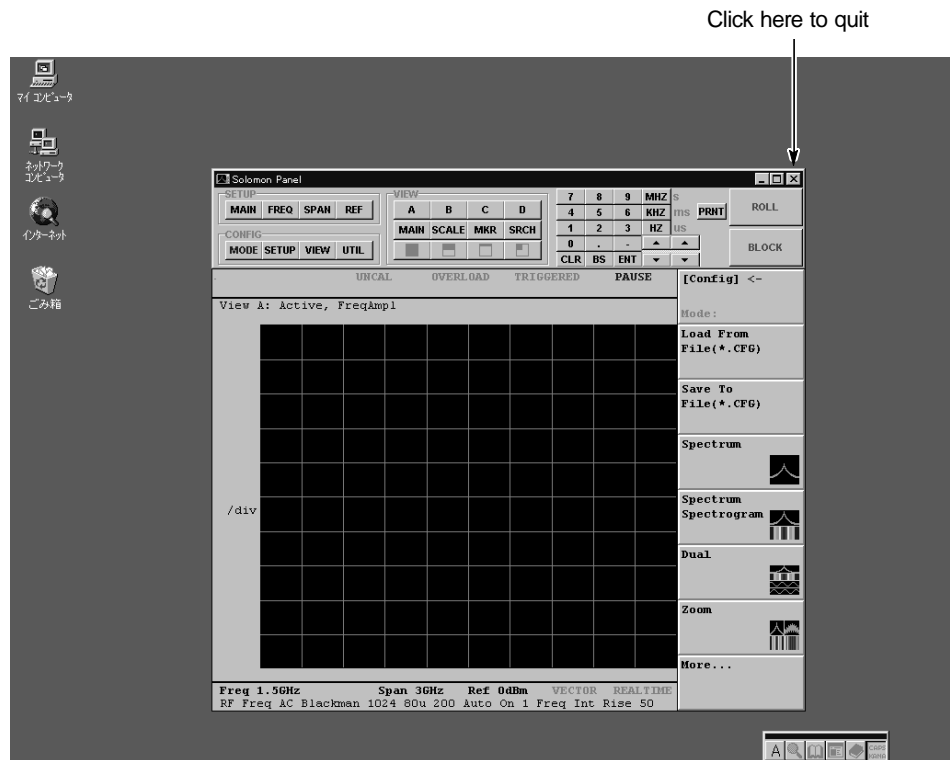 Click here to quit
マイ コンピュータ
ネットワーク
コンピュータ
インターネット
ごみ箱
Solomon Panel
SETUP
MAIN FREQ SPAN REF
CONFIG
MODE SETUP VIEW UTIL
VIEW
A B C D
MAIN SCALE MKR SRCH
7 8 9 MHZ s
4 5 6 KHZ ms PRNT
1 2 3 HZ us
0 . -
CLR BS ENT
ROLL
BLOCK
UNCAL OVERLOAD TRIGGERED PAUSE
View A: Active, FreqAmpl
/div
[Config] <-
Mode:
Load From
File(*.CFG)
Save To
File(*.CFG)
Spectrum
Spectrum
Spectrogram
Dual
Zoom
More...
Freq 1.5GHz Span 3GHz Ref 0dBm VECTOR REALTIME
RF Freq AC Blackman 1024 80u 200 Auto On 1 Freq Int Rise 50
A
CAPS
KANA